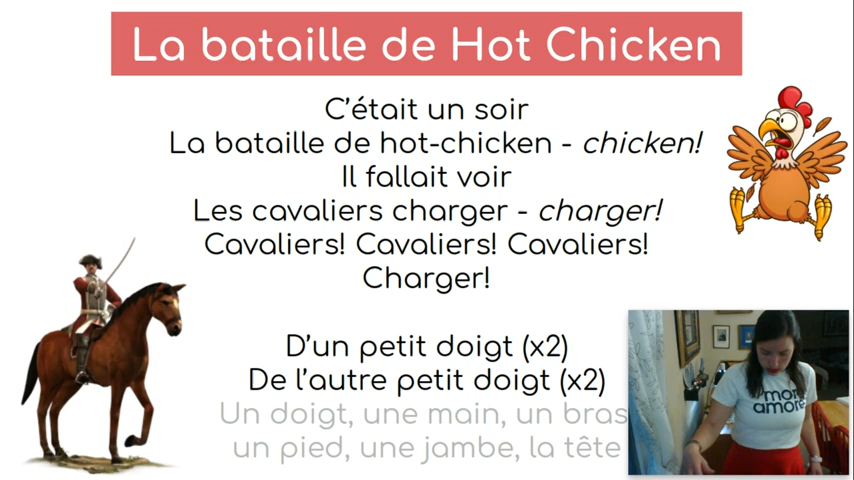 La bataille de Hot Chicken
C'était un soir
La bataille de hot-chicken - chicken!
Il fallait voir
Les cavaliers charger - charger!
Cavaliers! Cavaliers! Cavaliers!
Charger!
D'un petit doigt (x2)
De l'autre petit doigt (x2)
Un doigt, une main, un bras
un pied, une jambe, la tête
mon
amore